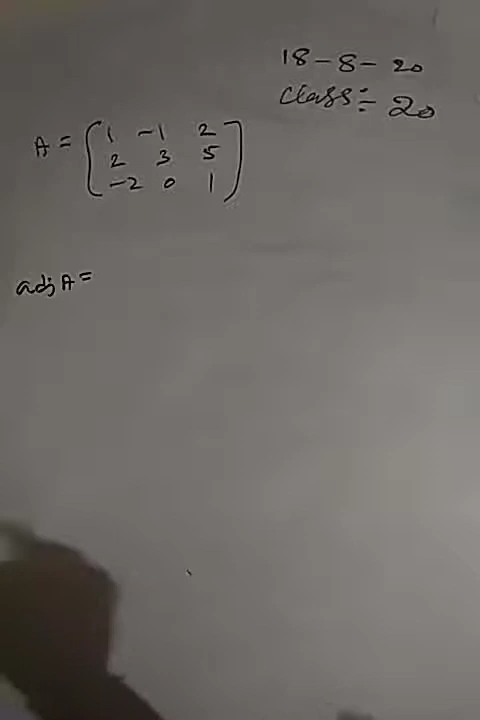 18-8-20
class:- 20
A = [1 -1 2
2 3 5
-2 0 1]
adj A =